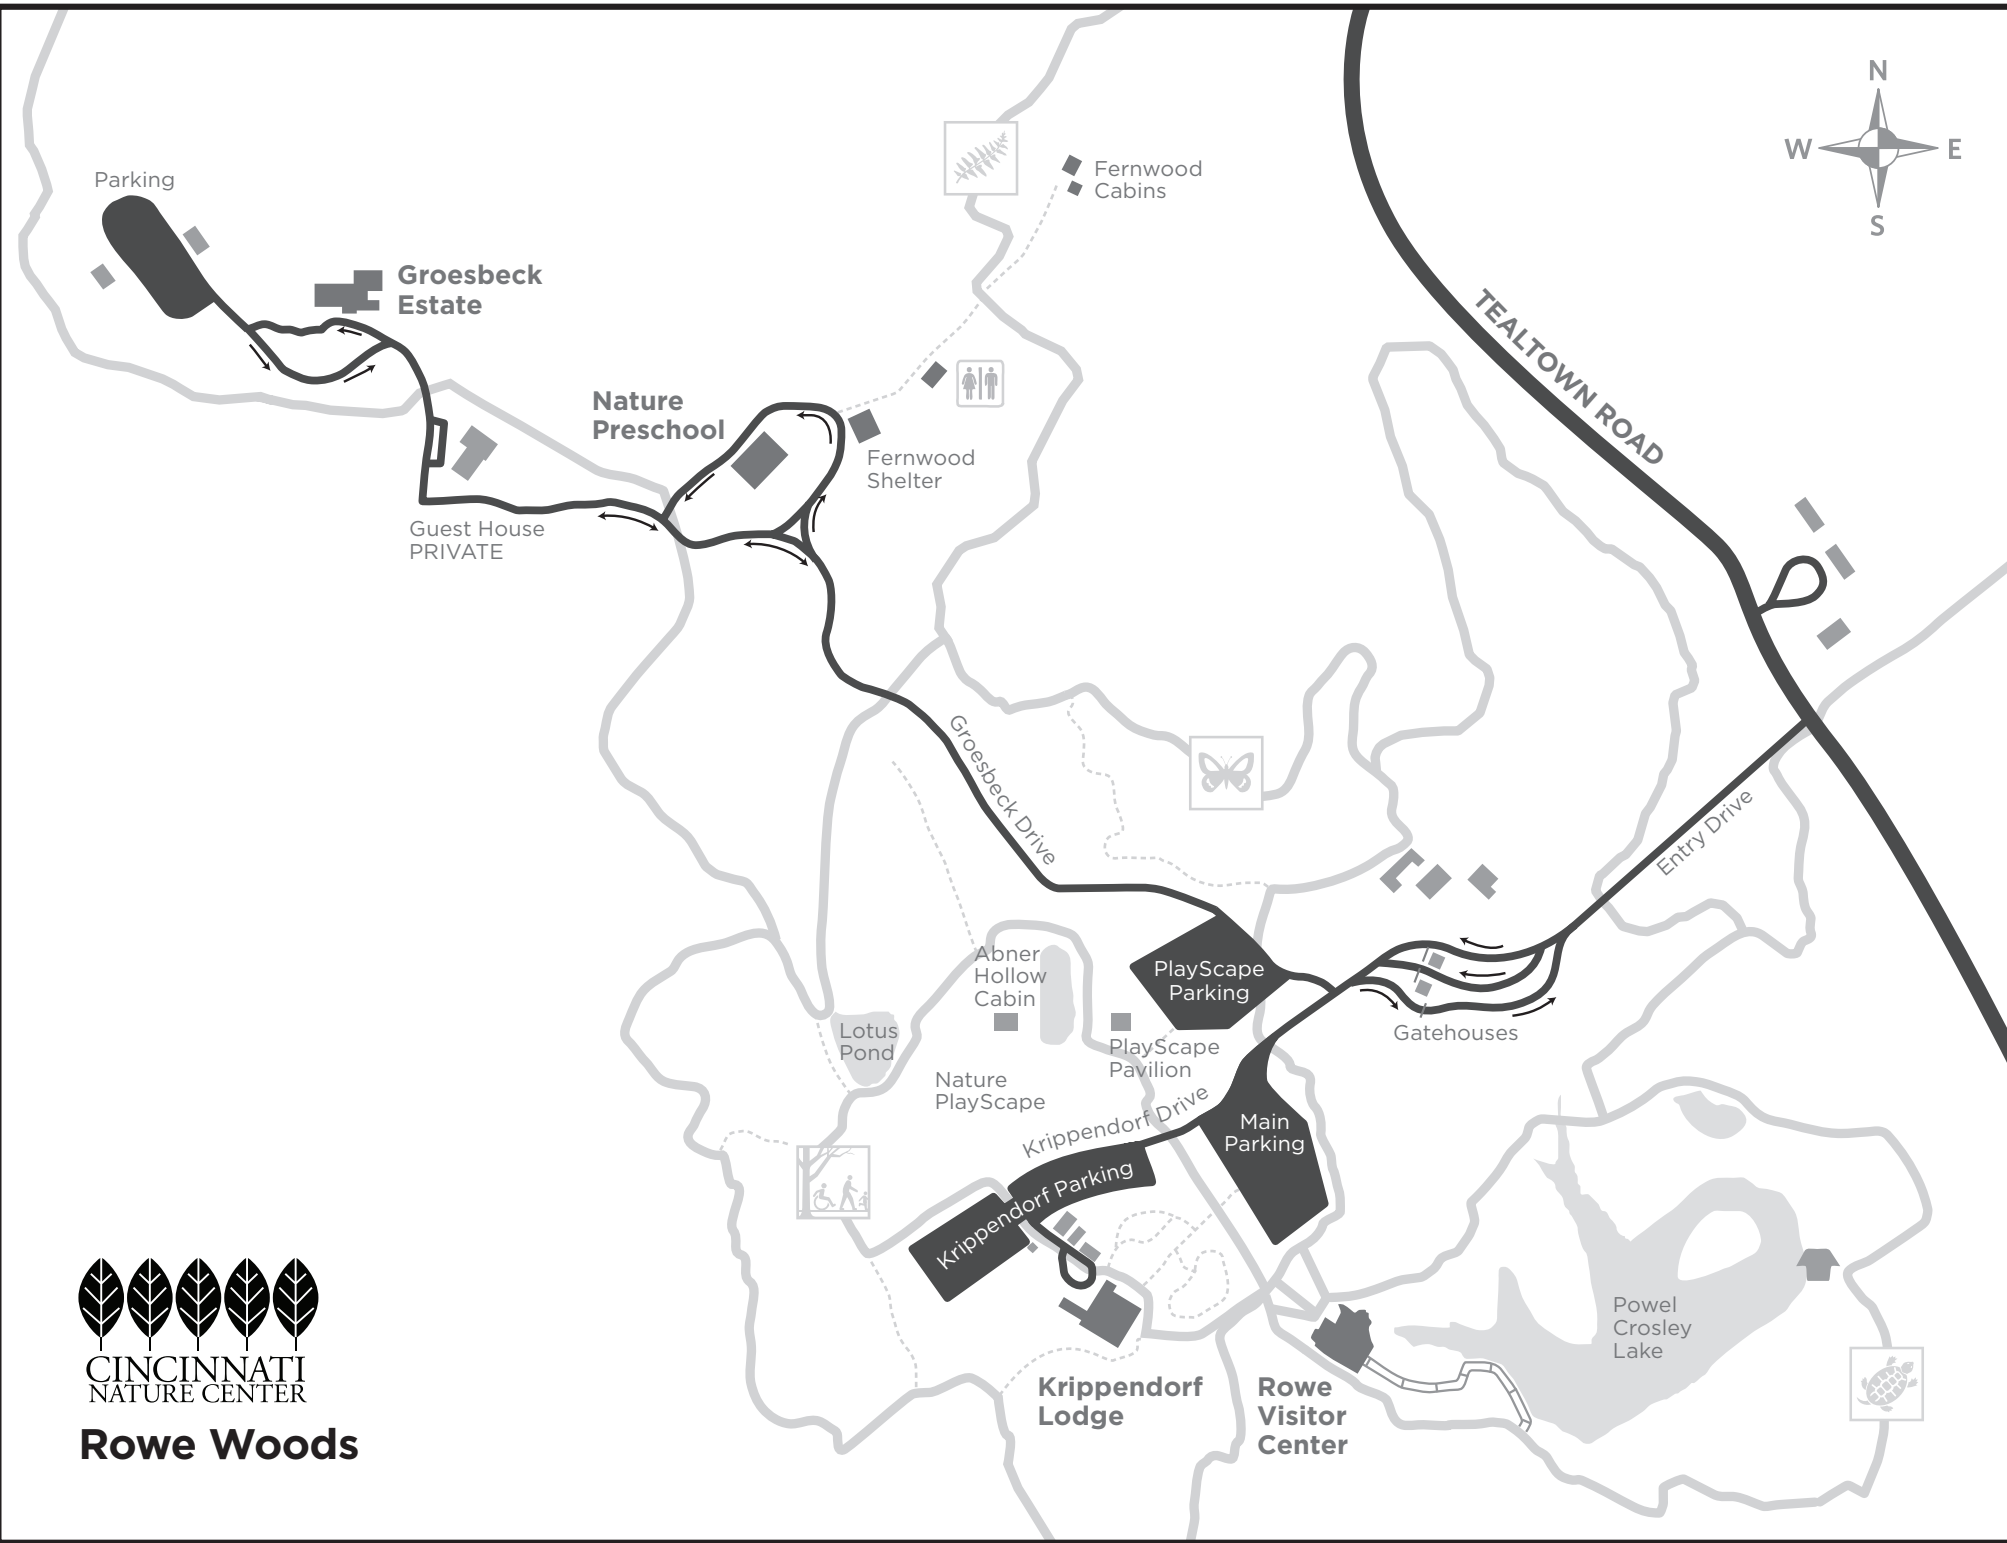 N
W
E
S
Parking
Fernwood
Cabins
Groesbeck
Estate
TEALTOWN ROAD
Nature
Preschool
Fernwood
Shelter
Guest House
PRIVATE
Groesbeck Drive
Entry Drive
Abner
Hollow
Cabin
PlayScape
Parking
Gatehouses
Lotus
Pond
PlayScape
Pavilion
Nature
PlayScape
Krippendorf Drive
Main
Parking
Krippendorf Parking
Powel
Crosley
Lake
Krippendorf
Lodge
Rowe
Visitor
Center
CINCINNATI
NATURE CENTER
Rowe Woods